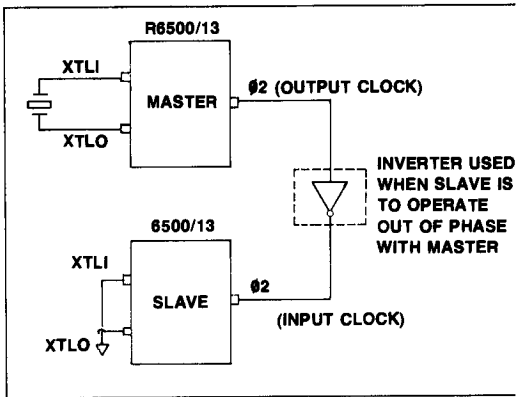 R6500/13
XTLI
MASTER
Ø2 (OUTPUT CLOCK)
XTLO
INVERTER USED
WHEN SLAVE IS
TO OPERATE
OUT OF PHASE
WITH MASTER
6500/13
XTLI
SLAVE
Ø2
(INPUT CLOCK)
XTLO